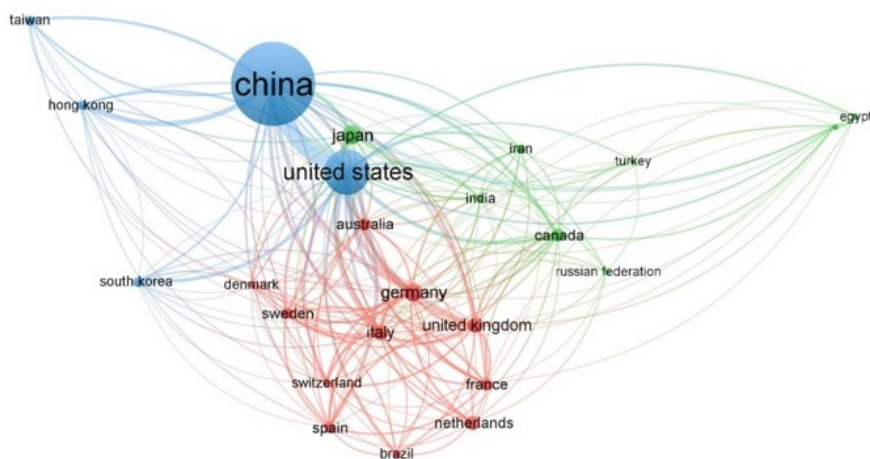 taiwan
china
hong kong
japan
egypt
iran
turkey
united states
india
australia
canada
russian federation
south korea
denmark
germany
sweden
united kingdom
italy
switzerland
france
netherlands
spain
brazil